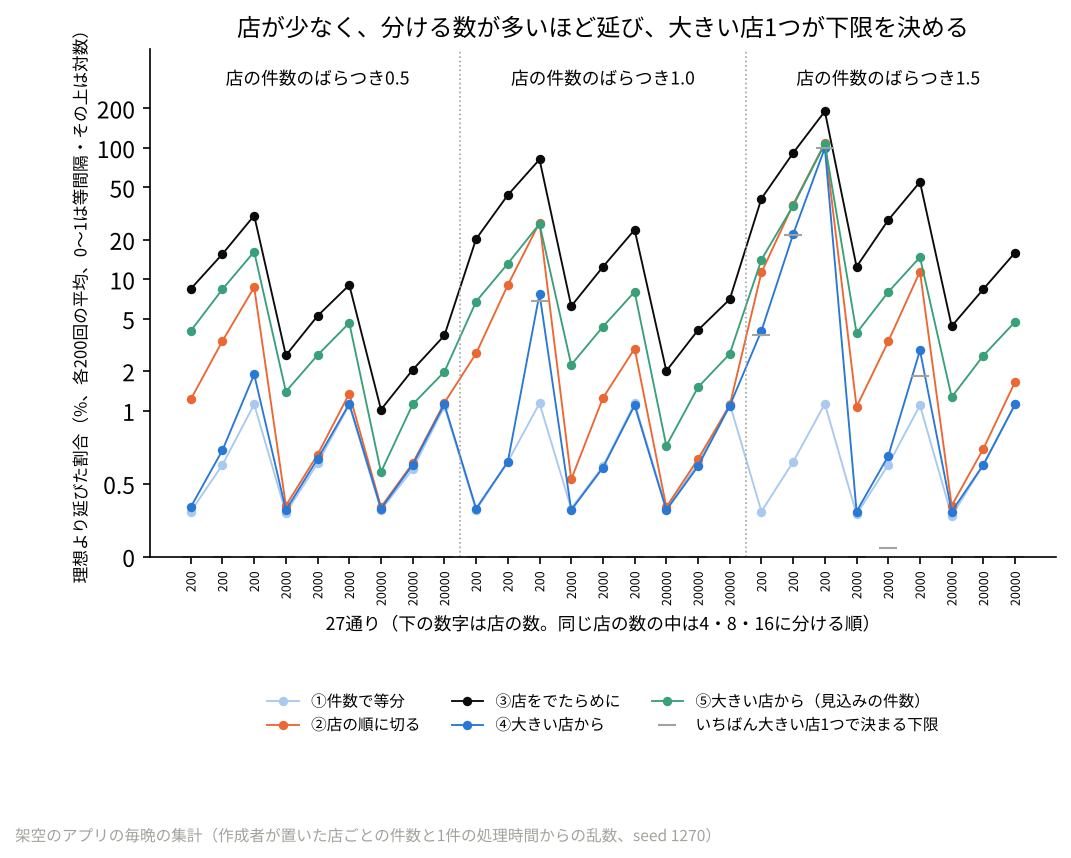 店が少なく、分ける数が多いほど延び、大きい店1つが下限を決める
理想より延びた割合（%、各200回の平均、0〜1は等間隔・その上は対数）
店の件数のばらつき0.5
店の件数のばらつき1.0
店の件数のばらつき1.5
200
100
50
20
10
5
2
1
0.5
0
200 200 200 2000 2000 2000 20000 20000 20000 200 200 200 2000 2000 2000 20000 20000 20000 200 200 200 2000 2000 2000 20000 20000 20000
27通り（下の数字は店の数。同じ店の数の中は4・8・16に分ける順）
①件数で等分
②店の順に切る
③店をでたらめに
④大きい店から
⑤大きい店から（見込みの件数）
いちばん大きい店1つで決まる下限
架空のアプリの毎晩の集計（作成者が置いた店ごとの件数と1件の処理時間からの乱数、seed 1270）